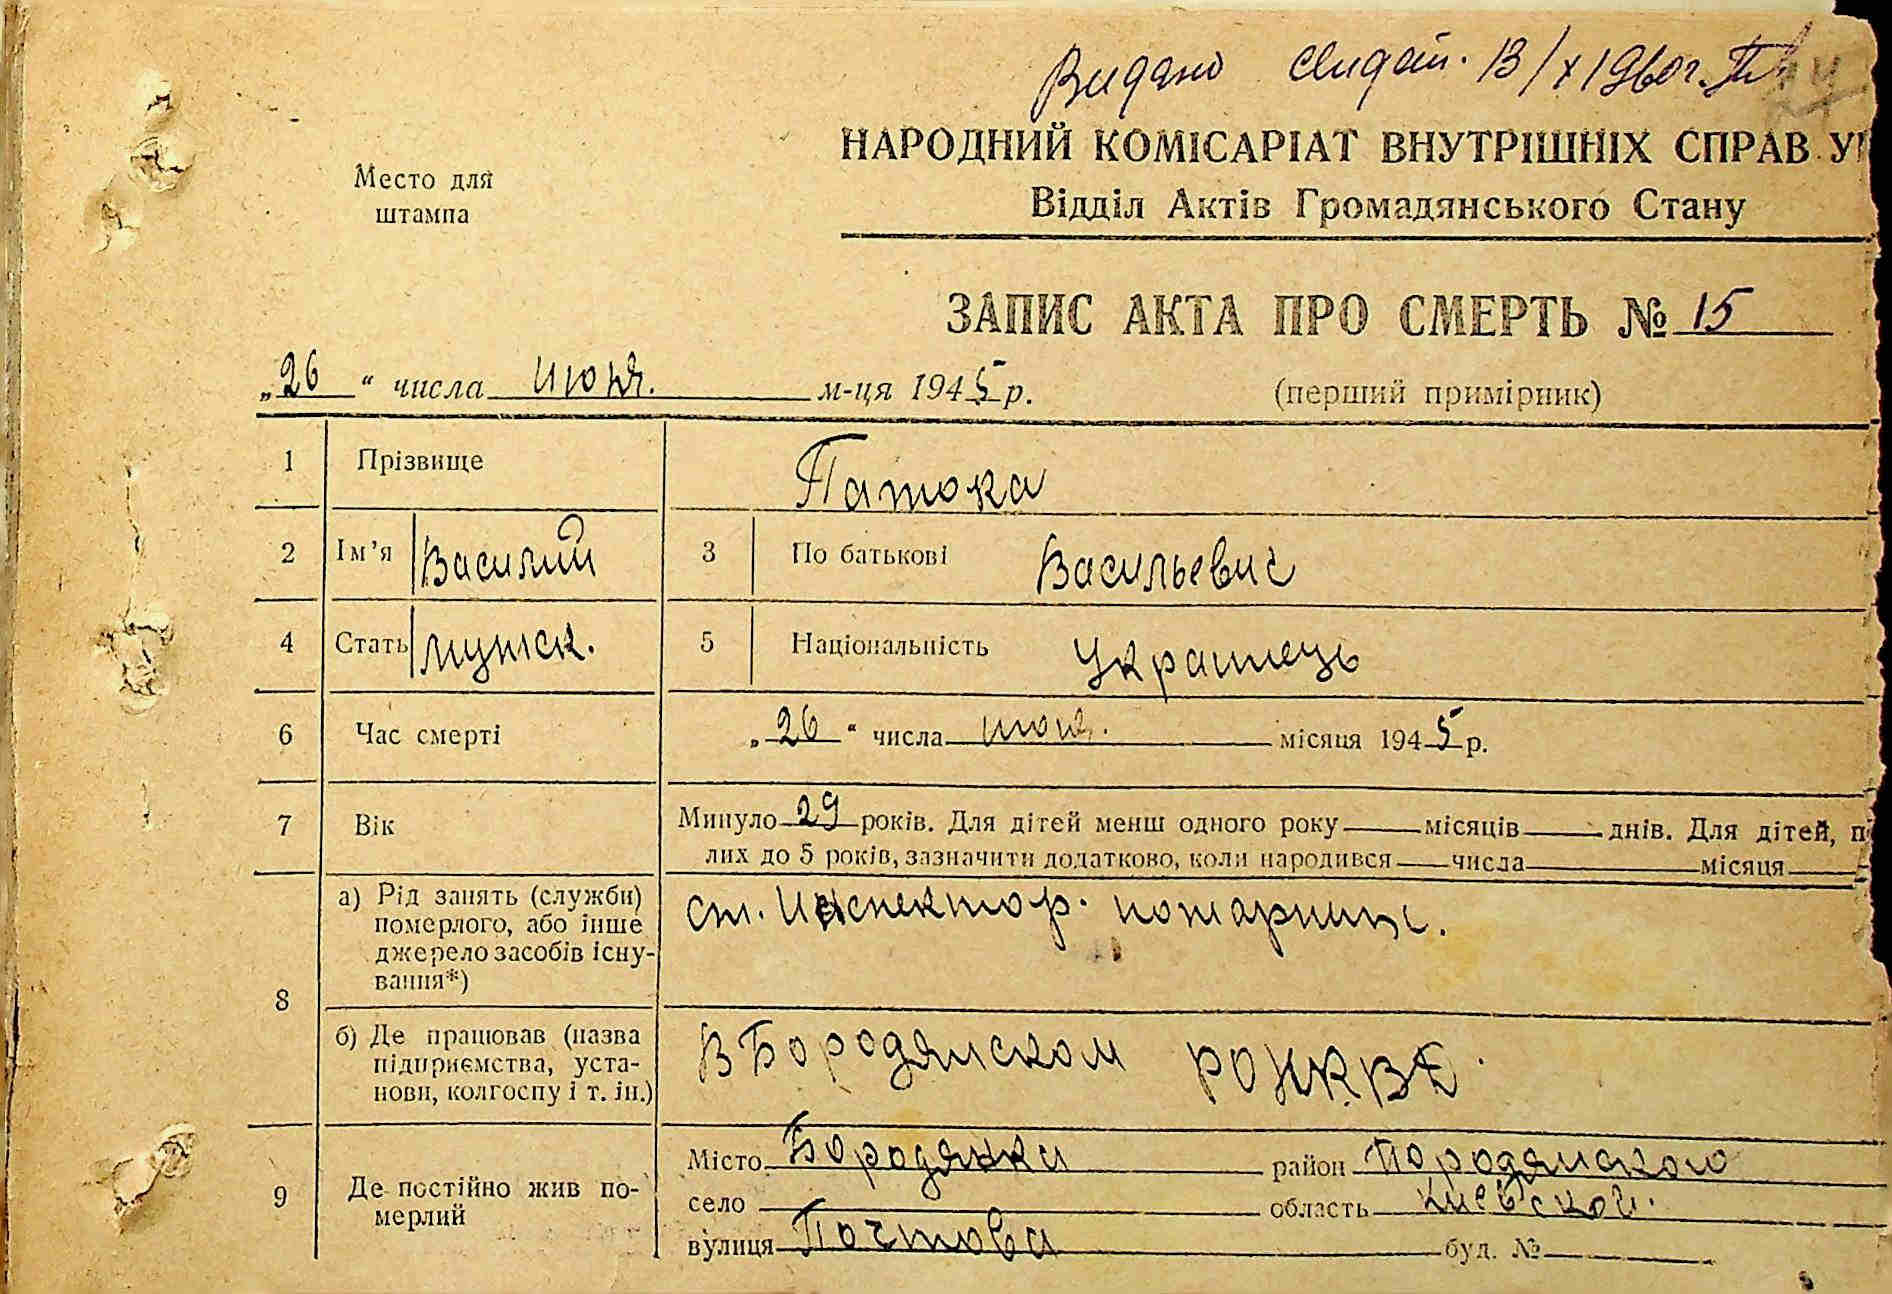 Видано свидот. 13/X 1960 г.
НАРОДНИЙ КОМІСАРІАТ ВНУТРІШНІХ СПРАВ У
Место для
штампа
Відділ Актів Громадянського Стану
ЗАПИС АКТА ПРО СМЕРТЬ № 15
„26“ числа июня. м-ця 1945 р. (перший примірник)
1 Прізвище Патока
2 Ім'я Василий 3 По батькові Васильевич
4 Стать мужск. 5 Національність Украинець
6 Час смерті „26“ числа июня. місяця 1945 р.
7 Вік Минуло 29 років. Для дітей менш одного року місяців днів. Для дітей, п
лих до 5 років, зазначити додатково, коли народився числа місяця
8 а) Рід занять (служби) померлого, або інше джерело засобів існування*) ст. Инспектор. пожарник.
б) Де працював (назва підприємства, установи, колгоспу і т. ін.) В Бородянском РОНКВД.
9 Де постійно жив померлий Місто Бородянка район Бородянского
село область Киевской.
вулиця Почтова буд. №